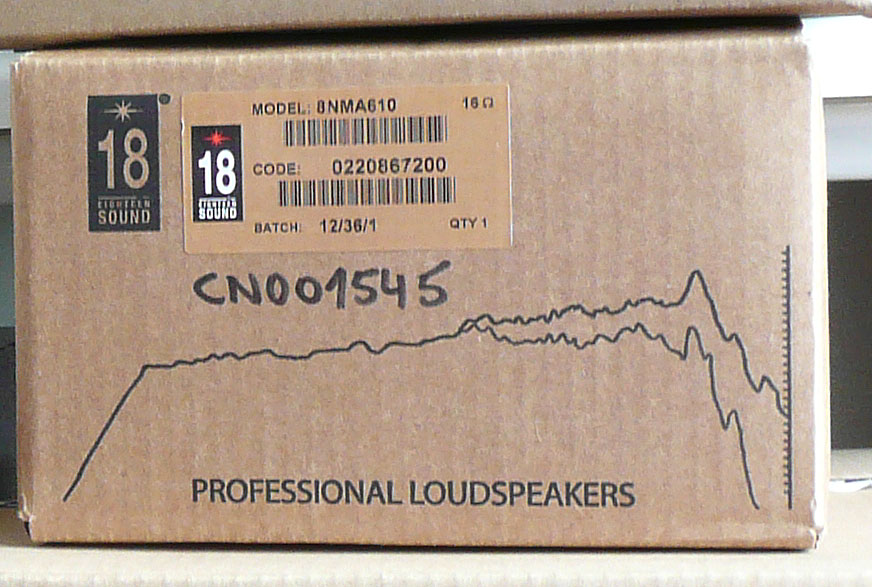 18
EIGHTEEN
SOUND
18
EIGHTEEN
SOUND
MODEL: 8NMA610 16 Ω
CODE: 0220867200
BATCH: 12/36/1 QTY 1
CN001545
PROFESSIONAL LOUDSPEAKERS